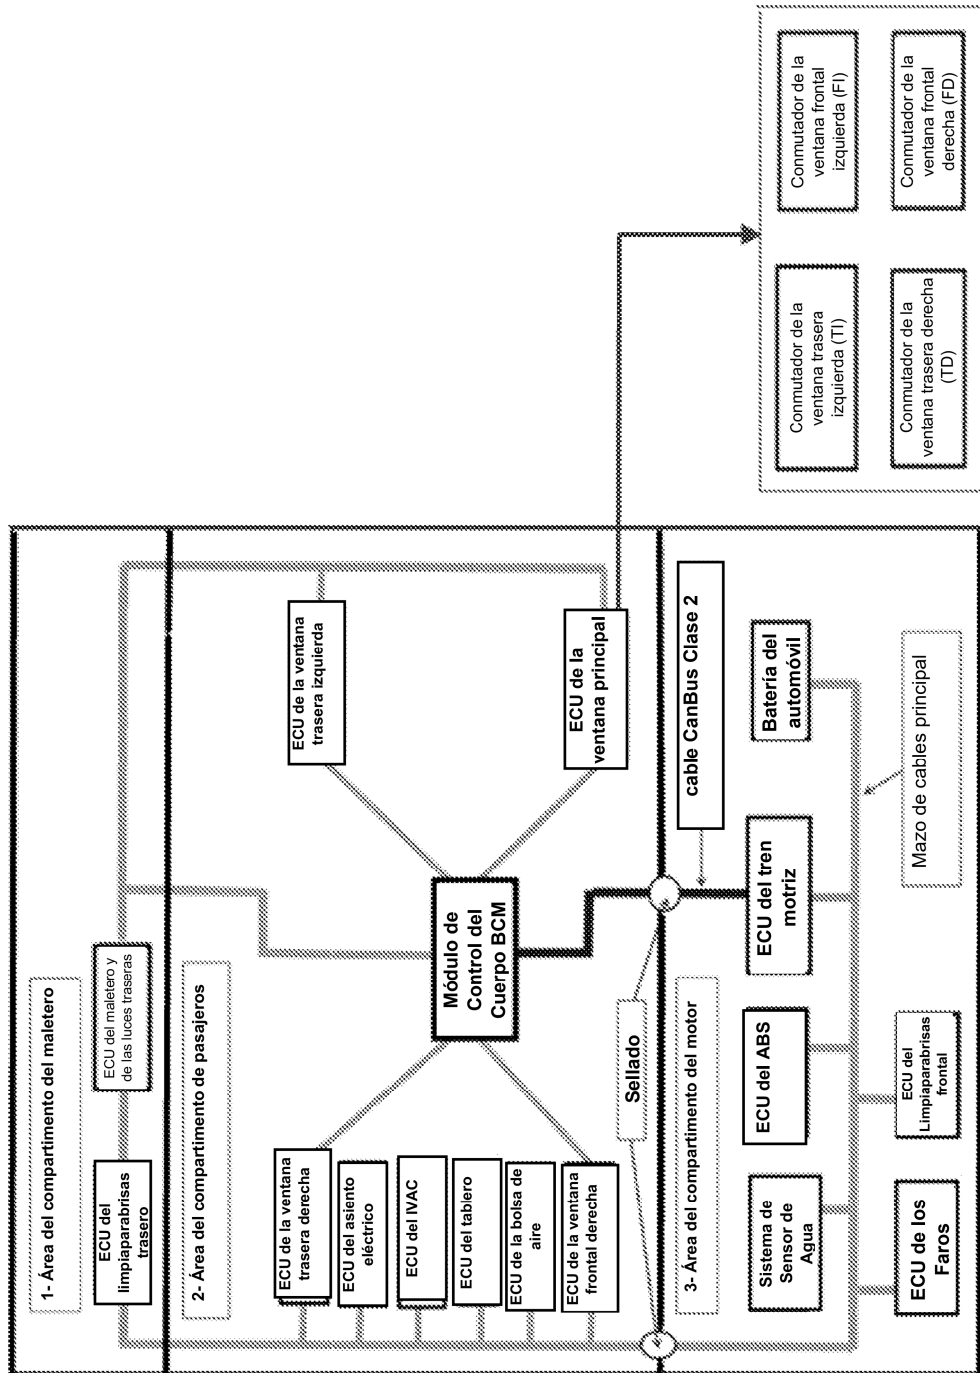 1- Área del compartimento del maletero
ECU del
limpiaparabrisas
trasero
ECU del maletero y
de las luces traseras
2- Área del compartimento de pasajeros
ECU de la ventana
trasera derecha
ECU del asiento
eléctrico
ECU del IVAC
ECU del tablero
ECU de la bolsa de
aire
ECU de la ventana
frontal derecha
Módulo de
Control del
Cuerpo BCM
ECU de la ventana
trasera izquierda
ECU de la
ventana principal
Sellado
cable CanBus Clase 2
3- Área del compartimento del motor
Sistema de
Sensor de
Agua
ECU del ABS
ECU del tren
motriz
Batería del
automóvil
ECU de los
Faros
ECU del
Limpiaparabrisas
frontal
Mazo de cables principal
Conmutador de la
ventana trasera
izquierda (TI)
Conmutador de la
ventana frontal
izquierda (FI)
Conmutador de la
ventana trasera derecha
(TD)
Conmutador de la
ventana frontal
derecha (FD)